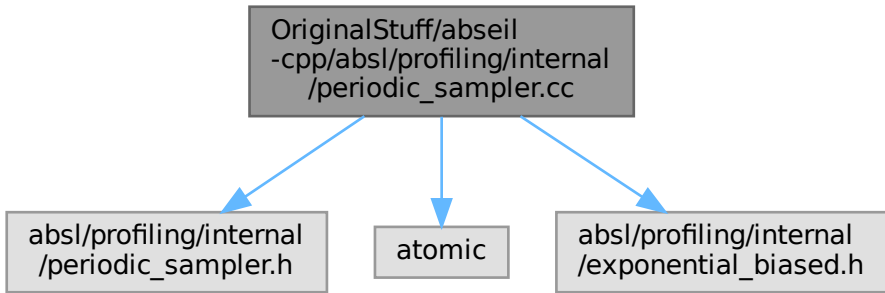 OriginalStuff/abseil
-cpp/absl/profiling/internal
/periodic_sampler.cc
absl/profiling/internal
/periodic_sampler.h
atomic
absl/profiling/internal
/exponential_biased.h